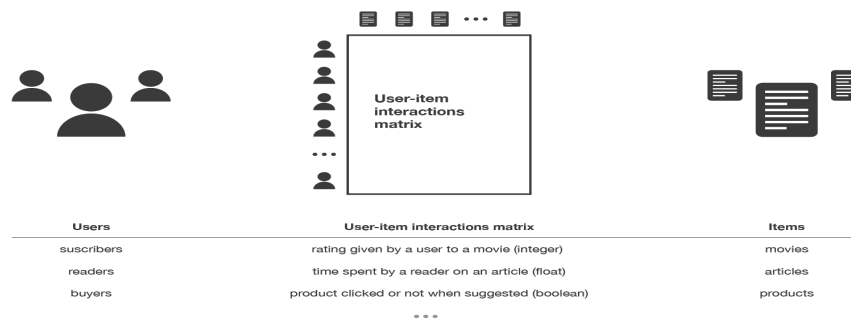 User-item
interactions
matrix
Users User-item interactions matrix Items
suscribers rating given by a user to a movie (integer) movies
readers time spent by a reader on an article (float) articles
buyers product clicked or not when suggested (boolean) products